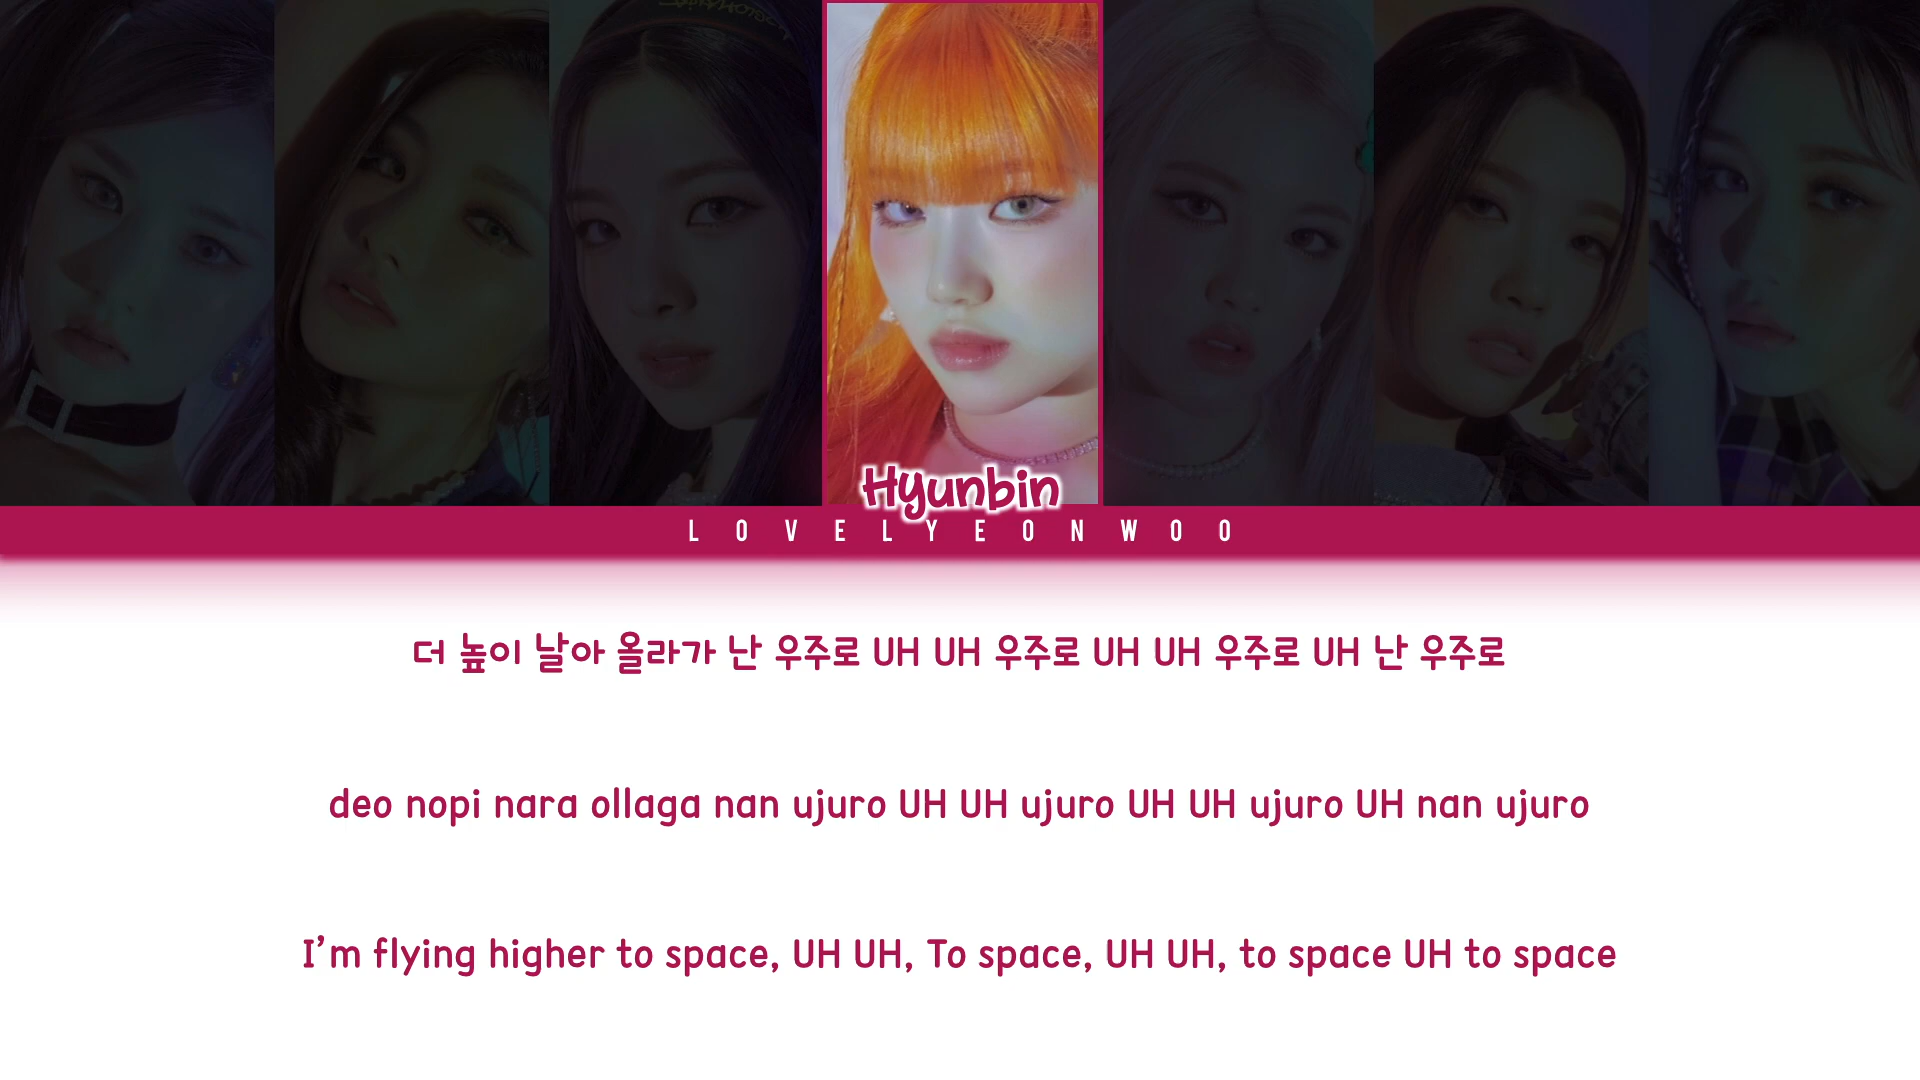 Hyunbin
LOVELYEONWOO
더 높이 날아 올라가 난 우주로 UH UH 우주로 UH UH 우주로 UH 난 우주로
deo nopi nara ollaga nan ujuro UH UH ujuro UH UH ujuro UH nan ujuro
I'm flying higher to space, UH UH, To space, UH UH, to space UH to space